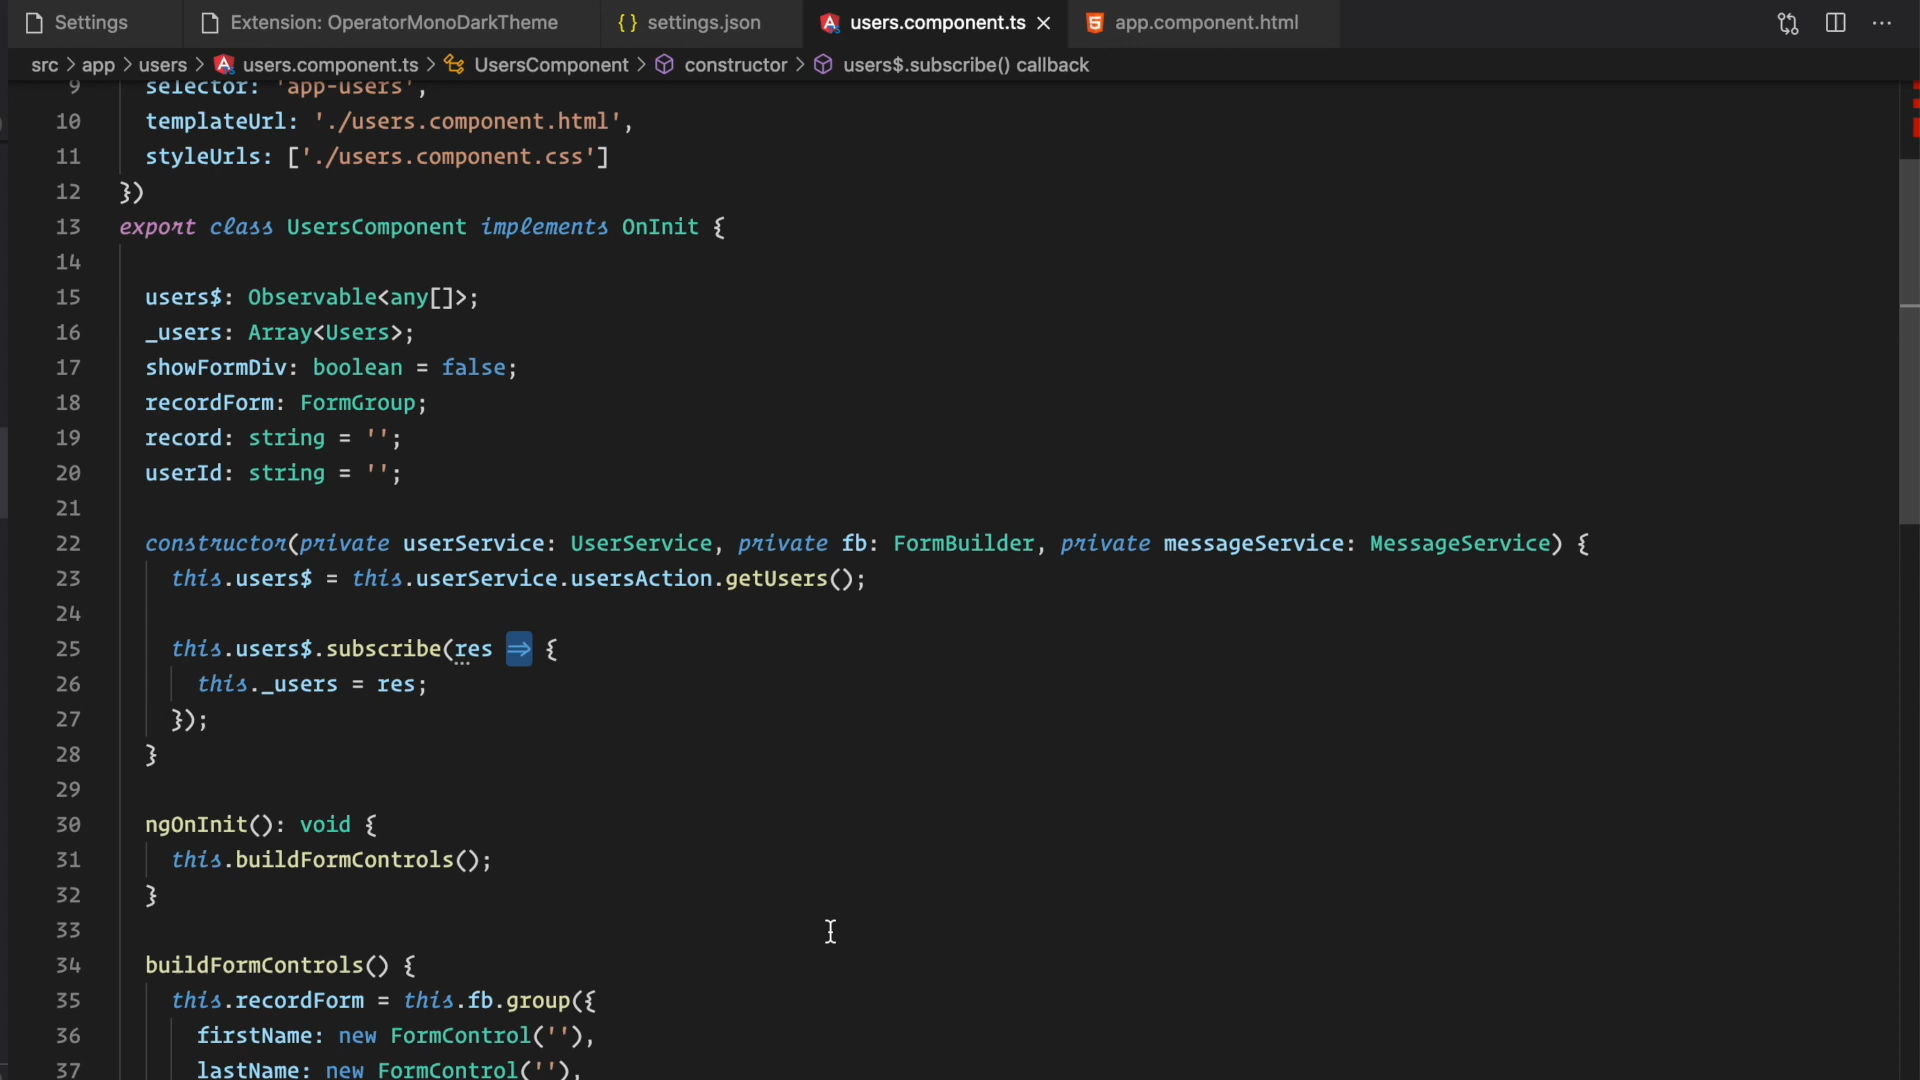 Settings Extension: OperatorMonoDarkTheme {} settings.json users.component.ts × app.component.html ...
src > app > users > users.component.ts > UsersComponent > constructor > users$.subscribe() callback
9 selector: 'app-users',
10 templateUrl: './users.component.html',
11 styleUrls: ['./users.component.css']
12 })
13 export class UsersComponent implements OnInit {
14
15 users$: Observable<any[]>;
16 _users: Array<Users>;
17 showFormDiv: boolean = false;
18 recordForm: FormGroup;
19 record: string = '';
20 userId: string = '';
21
22 constructor(private userService: UserService, private fb: FormBuilder, private messageService: MessageService) {
23 this.users$ = this.userService.usersAction.getUsers();
24
25 this.users$.subscribe(res ⇒ {
26 this._users = res;
27 });
28 }
29
30 ngOnInit(): void {
31 this.buildFormControls();
32 }
33
34 buildFormControls() {
35 this.recordForm = this.fb.group({
36 firstName: new FormControl(''),
37 lastName: new FormControl(''),